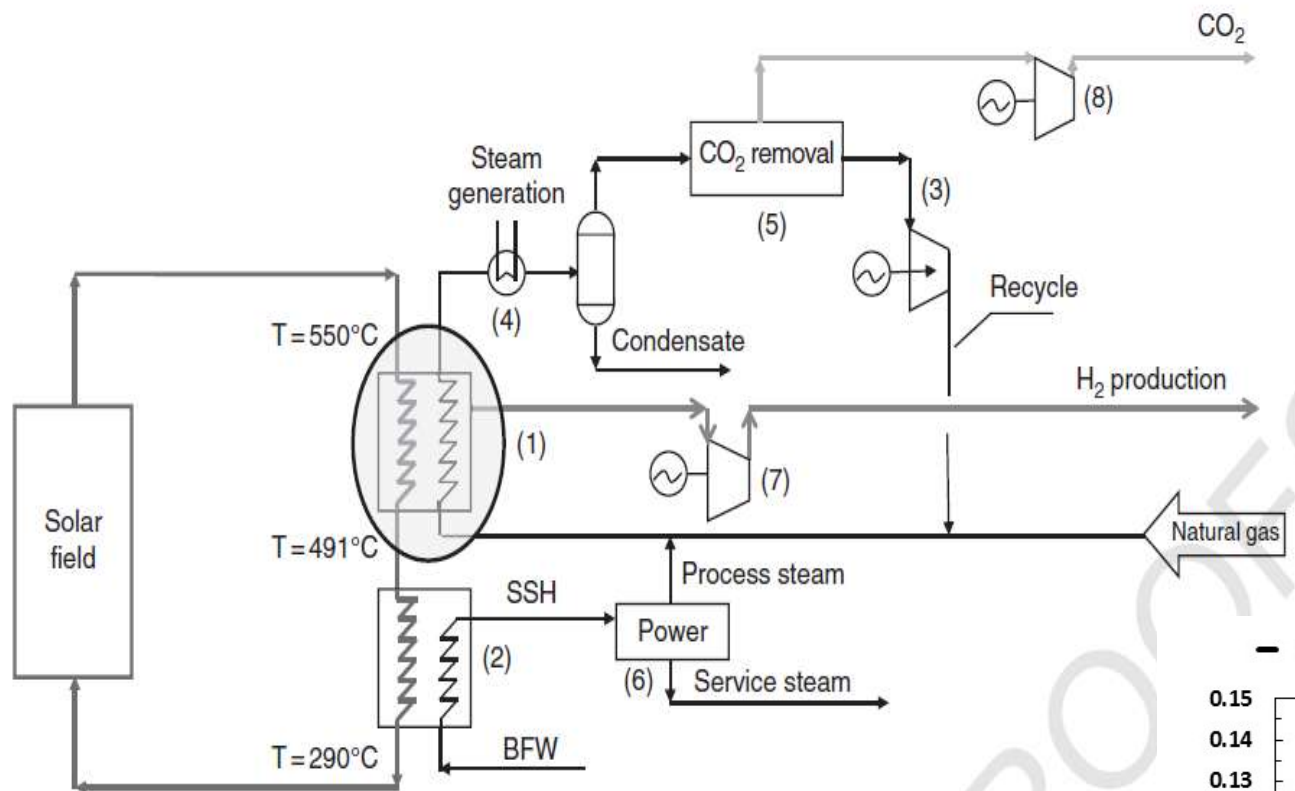 CO2
(8)
CO2 removal
(5)
(3)
Steam
generation
(4)
Recycle
T = 550°C
Condensate
H2 production
(1)
(7)
Solar
field
T = 491°C
Natural gas
Process steam
SSH
Power
(2)
(6)
Service steam
T = 290°C
BFW
0.15
0.14
0.13